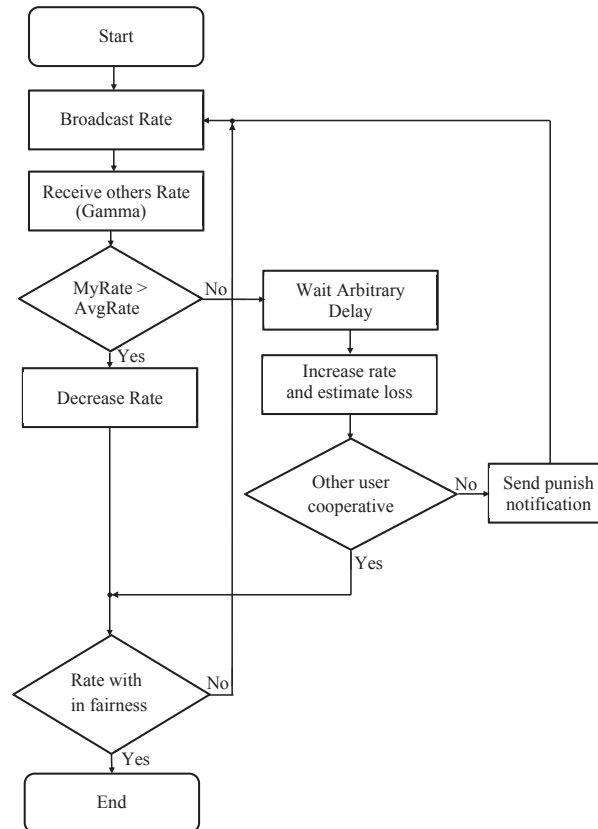 Start
Broadcast Rate
Receive others Rate
(Gamma)
MyRate >
AvgRate
No
Wait Arbitrary
Delay
Yes
Increase rate
and estimate loss
Decrease Rate
Other user
cooperative
No
Send punish
notification
Yes
Rate with
in fairness
No
Yes
End